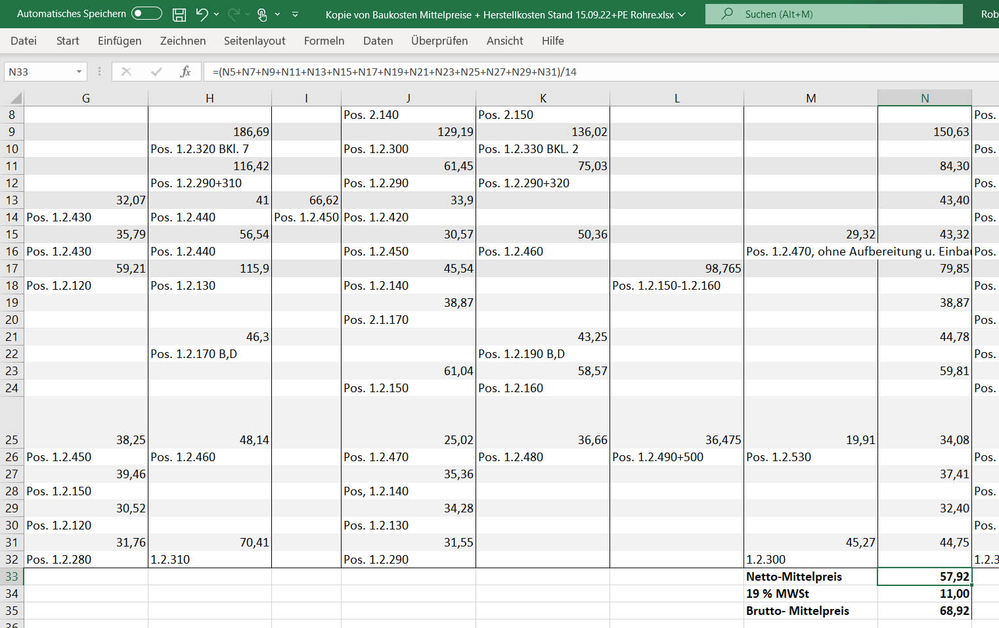 Automatisches Speichern Kopie von Baukosten Mittelpreise + Herstellkosten Stand 15.09.22+PE Rohre.xlsx Suchen (Alt+M) Rob
Datei Start Einfügen Zeichnen Seitenlayout Formeln Daten Überprüfen Ansicht Hilfe
N33 fx =(N5+N7+N9+N11+N13+N15+N17+N19+N21+N23+N25+N27+N29+N31)/14
G H I J K L M N
8 Pos. 2.140 Pos. 2.150 Pos.
9 186,69 129,19 136,02 150,63
10 Pos. 1.2.320 BKl. 7 Pos. 1.2.300 Pos. 1.2.330 BKL. 2 Pos.
11 116,42 61,45 75,03 84,30
12 Pos. 1.2.290+310 Pos. 1.2.290 Pos. 1.2.290+320 Pos.
13 32,07 41 66,62 33,9 43,40
14 Pos. 1.2.430 Pos. 1.2.440 Pos. 1.2.450 Pos. 1.2.420 Pos.
15 35,79 56,54 30,57 50,36 29,32 43,32
16 Pos. 1.2.430 Pos. 1.2.440 Pos. 1.2.450 Pos. 1.2.460 Pos. 1.2.470, ohne Aufbereitung u. Einbau Pos.
17 59,21 115,9 45,54 98,765 79,85
18 Pos. 1.2.120 Pos. 1.2.130 Pos. 1.2.140 Pos. 1.2.150-1.2.160 Pos.
19 38,87 38,87
20 Pos. 2.1.170 Pos.
21 46,3 43,25 44,78
22 Pos. 1.2.170 B,D Pos. 1.2.190 B,D Pos.
23 61,04 58,57 59,81
24 Pos. 1.2.150 Pos. 1.2.160 Pos.
25 38,25 48,14 25,02 36,66 36,475 19,91 34,08
26 Pos. 1.2.450 Pos. 1.2.460 Pos. 1.2.470 Pos. 1.2.480 Pos. 1.2.490+500 Pos. 1.2.530 Pos.
27 39,46 35,36 37,41
28 Pos. 1.2.150 Pos, 1.2.140 Pos.
29 30,52 34,28 32,40
30 Pos. 1.2.120 Pos. 1.2.130 Pos.
31 31,76 70,41 31,55 45,27 44,75
32 Pos. 1.2.280 1.2.310 Pos. 1.2.290 1.2.300 1.2.3
33 Netto-Mittelpreis 57,92
34 19 % MWSt 11,00
35 Brutto- Mittelpreis 68,92
36